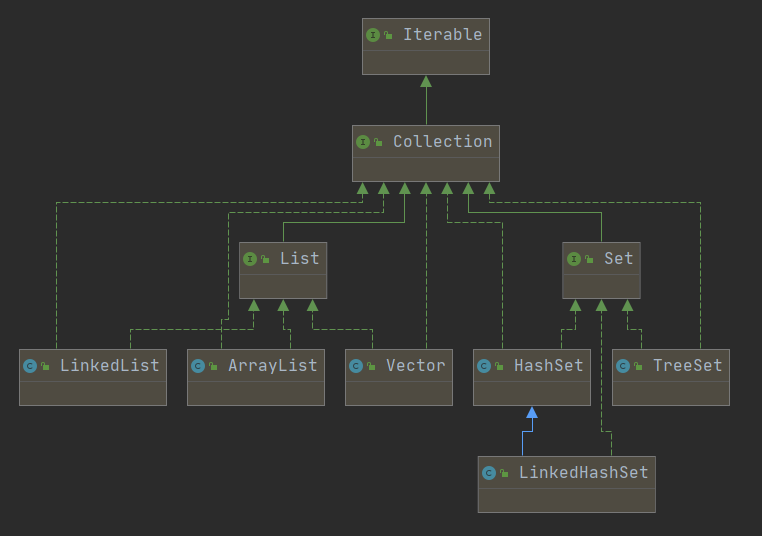 Iterable
Collection
List
Set
LinkedList
ArrayList
Vector
HashSet
TreeSet
LinkedHashSet